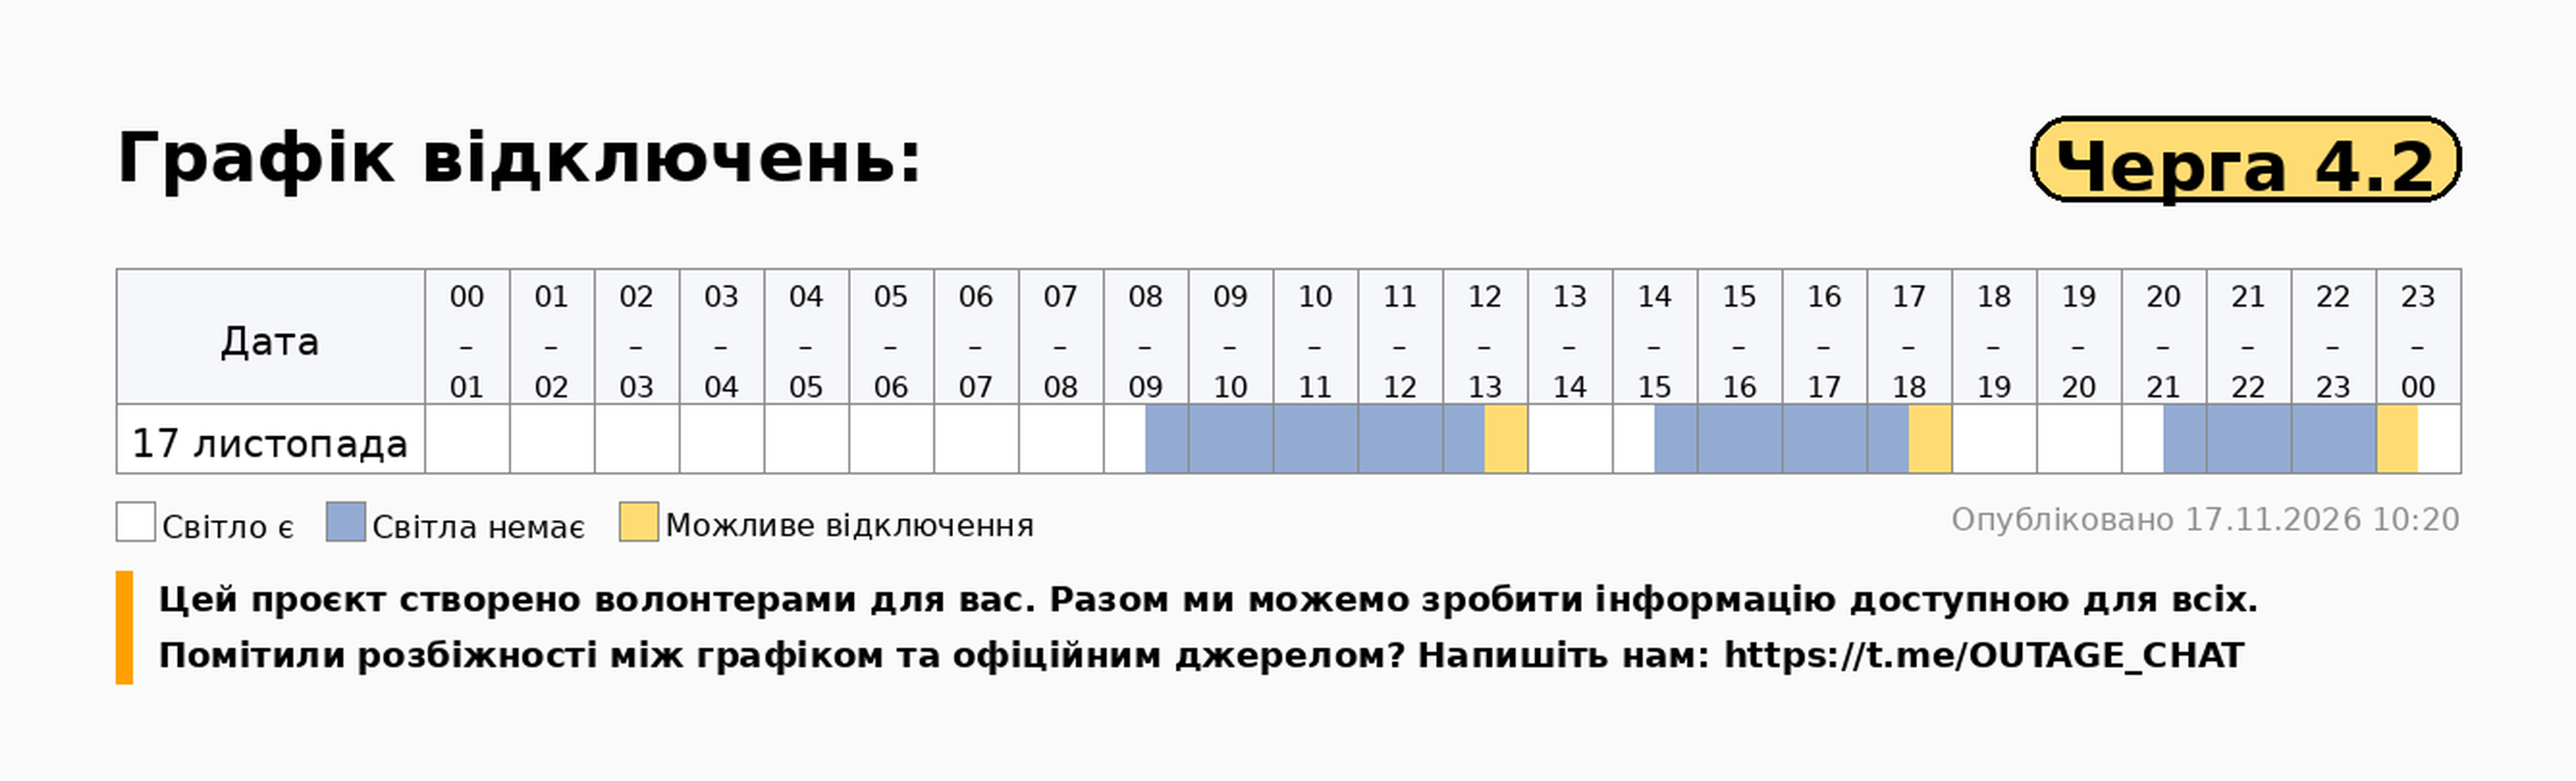 Графік відключень:
Черга 4.2
Дата
00 – 01
01 – 02
02 – 03
03 – 04
04 – 05
05 – 06
06 – 07
07 – 08
08 – 09
09 – 10
10 – 11
11 – 12
12 – 13
13 – 14
14 – 15
15 – 16
16 – 17
17 – 18
18 – 19
19 – 20
20 – 21
21 – 22
22 – 23
23 – 00
17 листопада
Світло є
Світла немає
Можливе відключення
Опубліковано 17.11.2026 10:20
Цей проєкт створено волонтерами для вас. Разом ми можемо зробити інформацію доступною для всіх.
Помітили розбіжності між графіком та офіційним джерелом? Напишіть нам: https://t.me/OUTAGE_CHAT